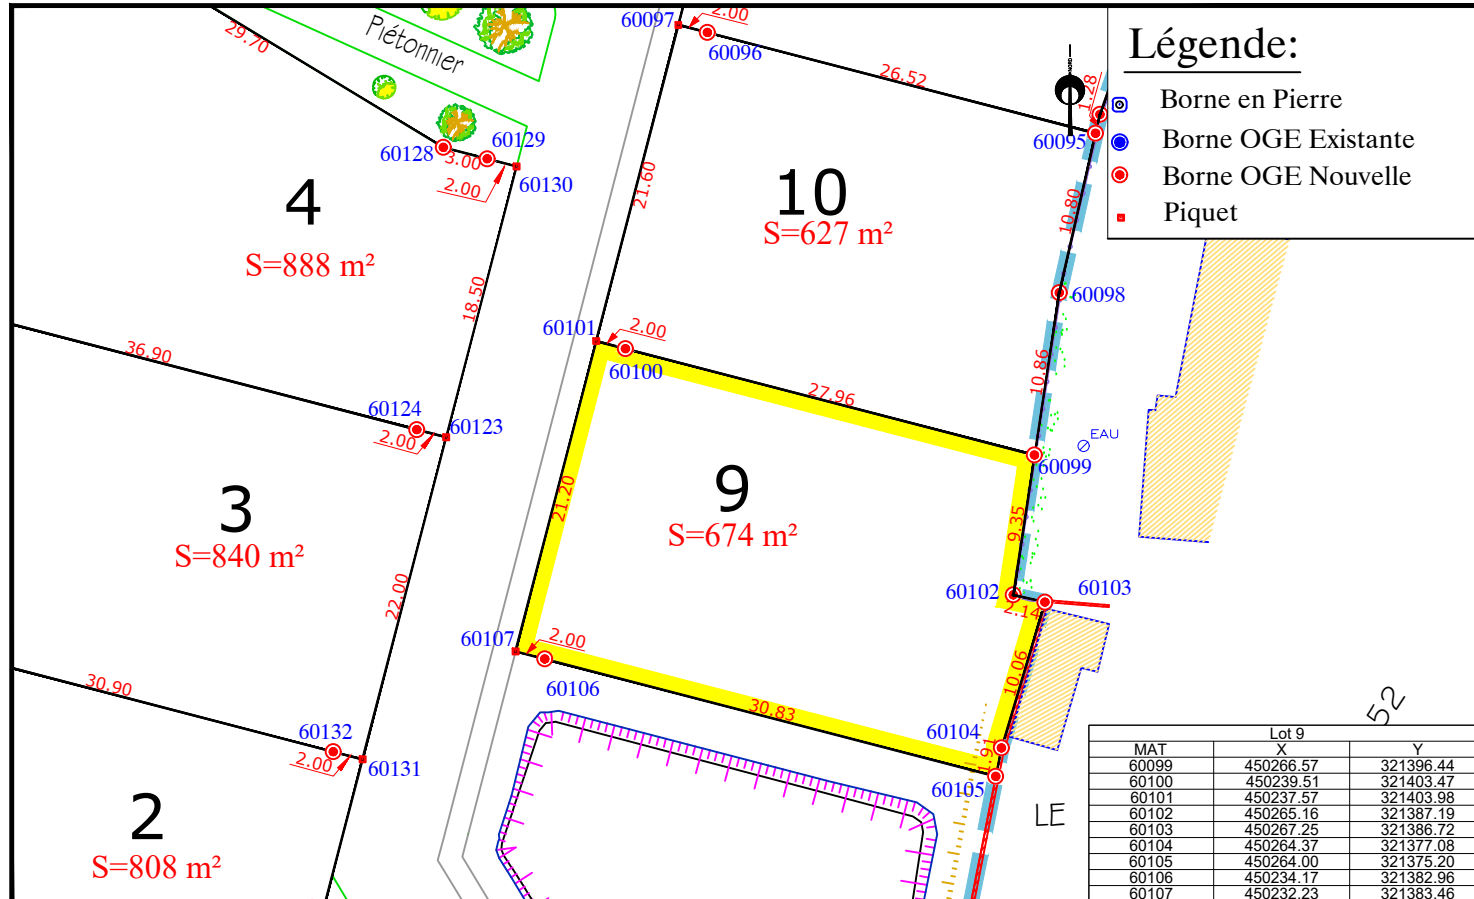 29.70
Piétonnier
60097
2.00
60096
26.52
1.28
60095
NORD
Légende:
Borne en Pierre
Borne OGE Existante
Borne OGE Nouvelle
Piquet
60128
3.00
60129
2.00
60130
4
S=888 m²
18.50
21.60
10
S=627 m²
10.80
60098
10.86
60101
2.00
60100
27.96
60099
EAU
36.90
60124
2.00
60123
3
S=840 m²
22.00
21.20
9
S=674 m²
9.35
60102
2.14
60103
10.06
60107
2.00
60106
30.83
60104
1.91
60105
30.90
60132
2.00
60131
2
S=808 m²
LE
52
Lot 9
MAT X Y
60099 450266.57 321396.44
60100 450239.51 321403.47
60101 450237.57 321403.98
60102 450265.16 321387.19
60103 450267.25 321386.72
60104 450264.37 321377.08
60105 450264.00 321375.20
60106 450234.17 321382.96
60107 450232.23 321383.46